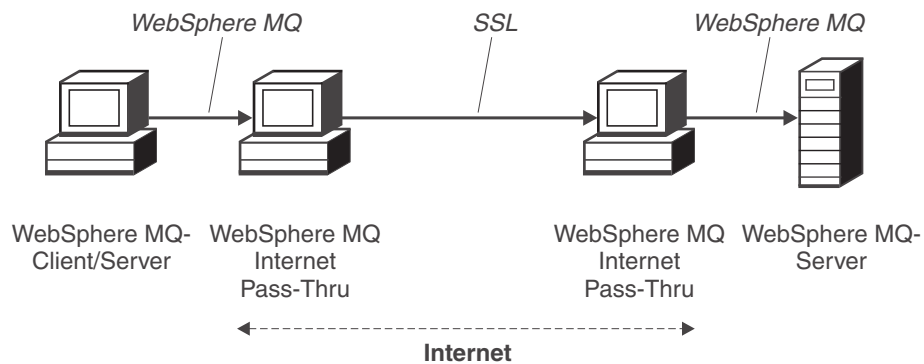 WebSphere MQ
SSL
WebSphere MQ
WebSphere MQ-
Client/Server
WebSphere MQ
Internet
Pass-Thru
WebSphere MQ
Internet
Pass-Thru
WebSphere MQ-
Server
Internet